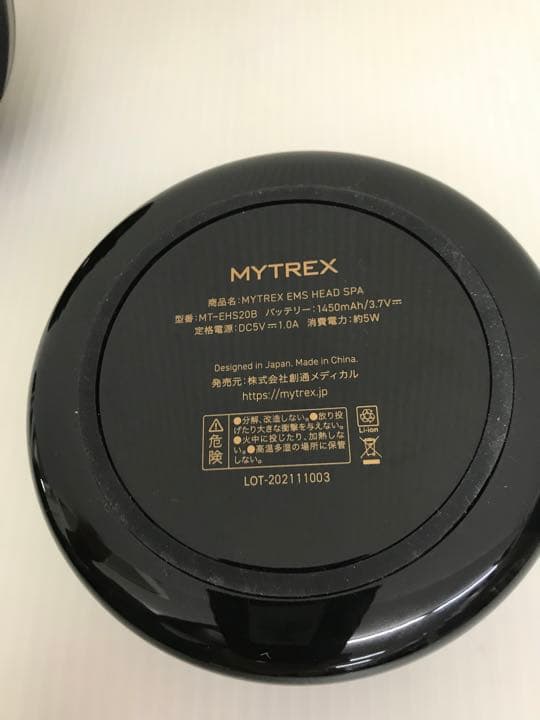 MYTREX
商品名:MYTREX EMS HEAD SPA
型番:MT-EHS20B バッテリー:1450mAh/3.7V⎓
定格電源:DC5V⎓1.0A 消費電力:約5W
Designed in Japan. Made in China.
発売元:株式会社創通メディカル
https://mytrex.jp
危険
●分解、改造しない。●放り投
げたり大きな衝撃を与えない。
●火中に投じたり、加熱しな
い。●高温多湿の場所に保管
しない。
Li-ion
LOT-202111003